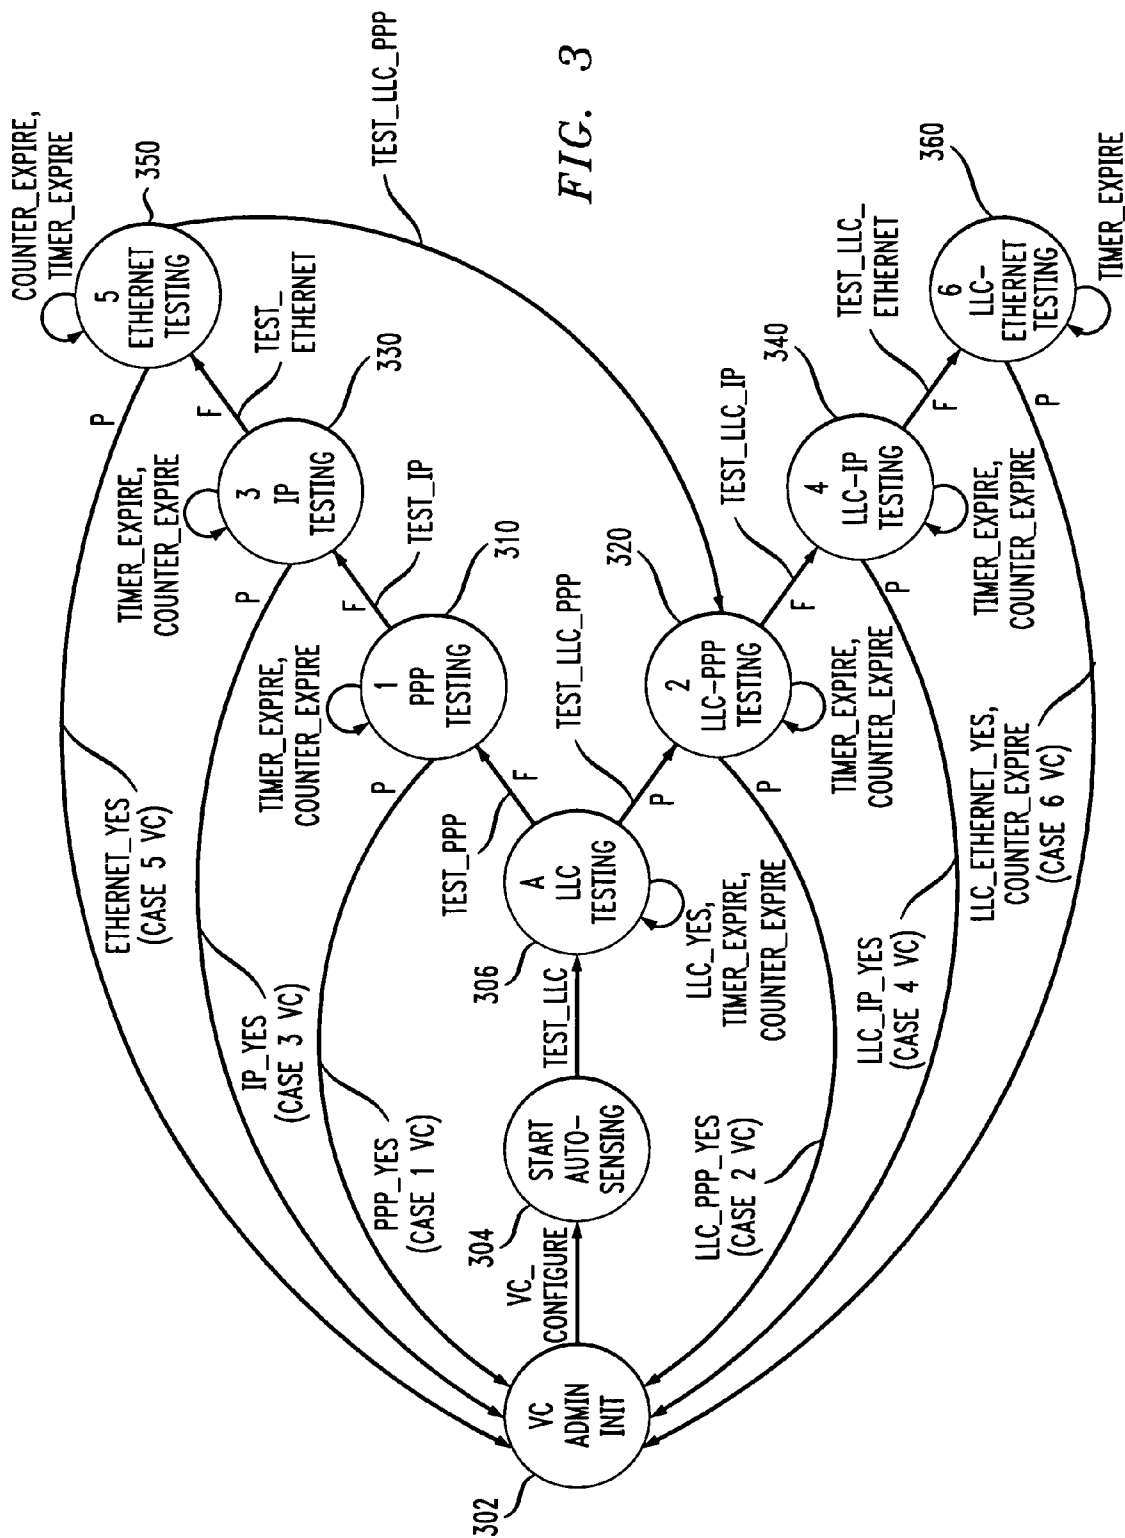 COUNTER_EXPIRE,
TIMER_EXPIRE
350
5
ETHERNET
TESTING
TEST_LLC_PPP
P
F
TEST_
ETHERNET
330
TIMER_EXPIRE,
COUNTER_EXPIRE
3
IP
TESTING
P
F
TEST_IP
310
TIMER_EXPIRE,
COUNTER_EXPIRE
1
PPP
TESTING
P
F
TEST_PPP
ETHERNET_YES
(CASE 5 VC)
IP_YES
(CASE 3 VC)
PPP_YES
(CASE 1 VC)
302
VC
ADMIN
INIT
VC_
CONFIGURE
304
START
AUTO-
SENSING
TEST_LLC
306
A
LLC
TESTING
LLC_YES,
TIMER_EXPIRE,
COUNTER_EXPIRE
P
TEST_LLC_PPP
320
2
LLC-PPP
TESTING
TIMER_EXPIRE,
COUNTER_EXPIRE
P
F
TEST_LLC_IP
340
4
LLC-IP
TESTING
TIMER_EXPIRE,
COUNTER_EXPIRE
P
F
TEST_LLC_
ETHERNET
360
6
LLC-
ETHERNET
TESTING
TIMER_EXPIRE
P
LLC_PPP_YES
(CASE 2 VC)
LLC_IP_YES
(CASE 4 VC)
LLC_ETHERNET_YES,
COUNTER_EXPIRE
(CASE 6 VC)
FIG. 3